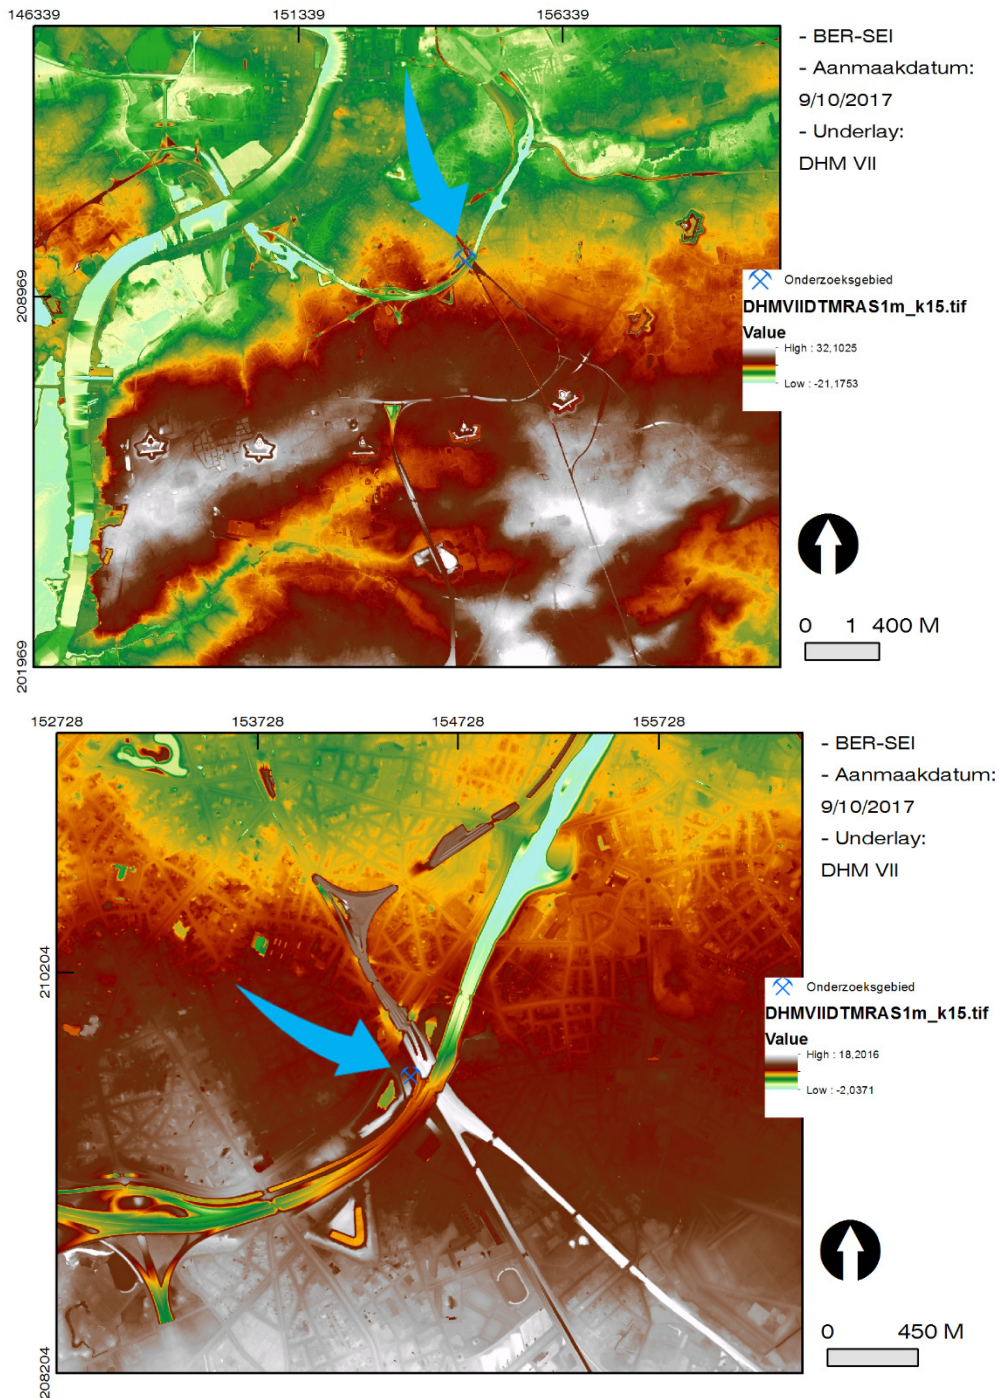 146339
151339
156339
- BER-SEI
- Aanmaakdatum:
9/10/2017
- Underlay:
DHM VII
208969
Onderzoeksgebied
DHMVIIDTMRAS1m_k15.tif
Value
High : 32,1025
Low : -21,1753
0 1 400 M
201969
152728
153728
154728
155728
- BER-SEI
- Aanmaakdatum:
9/10/2017
- Underlay:
DHM VII
210204
Onderzoeksgebied
DHMVIIDTMRAS1m_k15.tif
Value
High : 18,2016
Low : -2,0371
0 450 M
208204